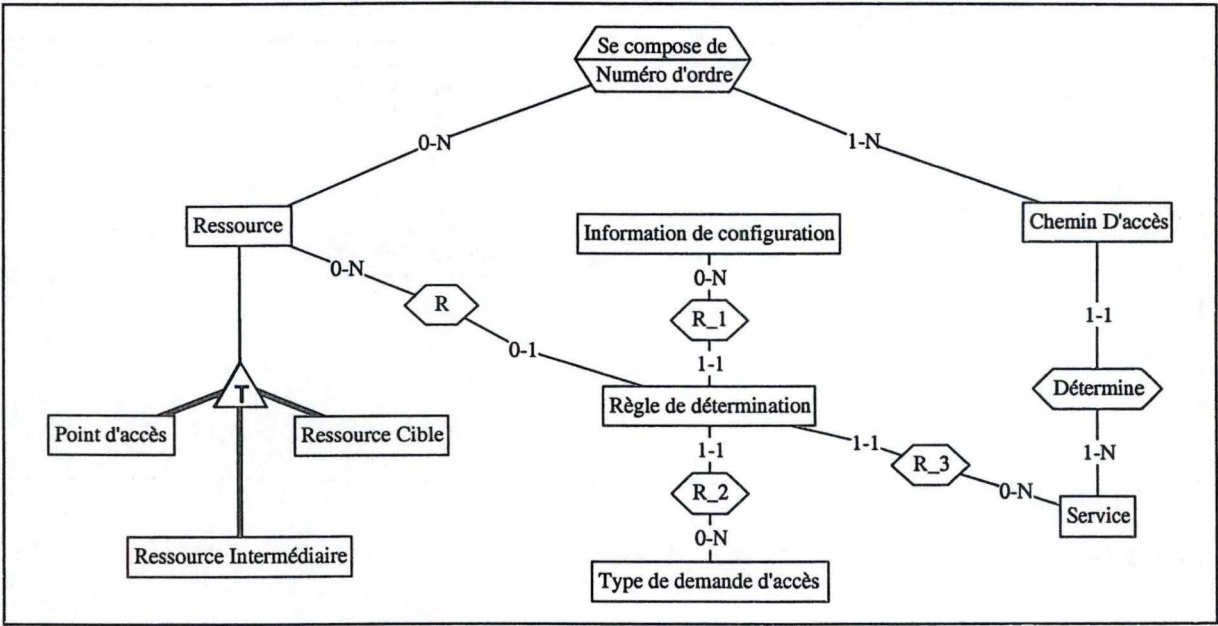 Se compose de
Numéro d'ordre
0-N
1-N
Ressource
Information de configuration
Chemin D'accès
0-N
0-N
R
R_1
1-1
0-1
1-1
T
Règle de détermination
Détermine
Point d'accès
Ressource Cible
1-1
1-1
1-N
R_2
R_3
0-N
Service
0-N
Ressource Intermédiaire
Type de demande d'accès